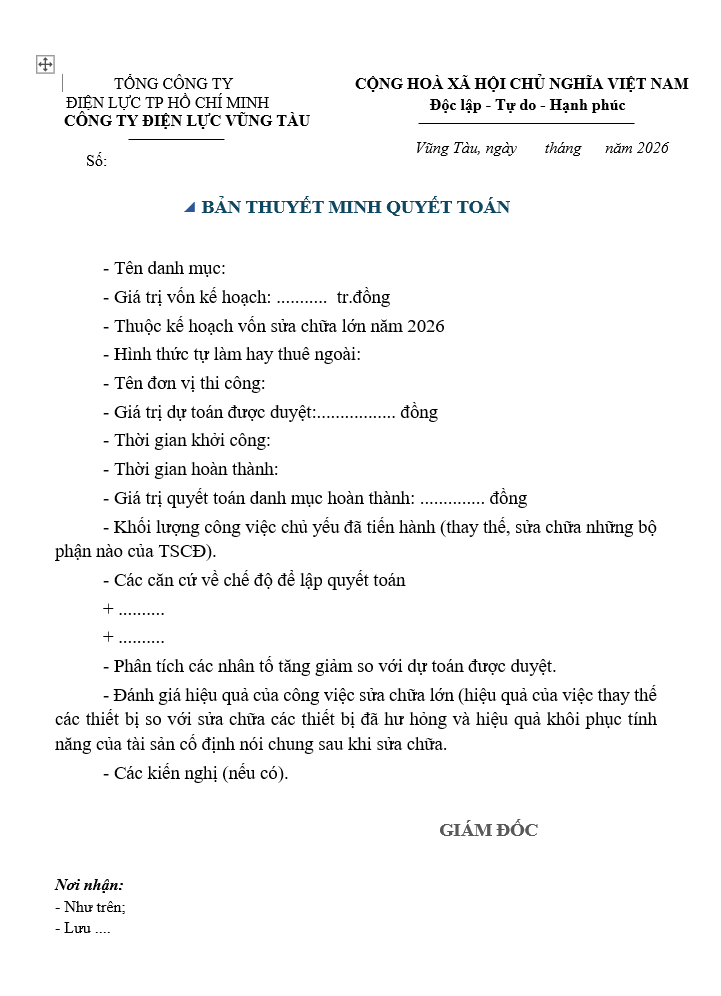 TỔNG CÔNG TY
ĐIỆN LỰC TP HỒ CHÍ MINH
CÔNG TY ĐIỆN LỰC VŨNG TÀU
Số:
CỘNG HOÀ XÃ HỘI CHỦ NGHĨA VIỆT NAM
Độc lập - Tự do - Hạnh phúc
Vũng Tàu, ngày tháng năm 2026
BẢN THUYẾT MINH QUYẾT TOÁN
- Tên danh mục:
- Giá trị vốn kế hoạch: ........... tr.đồng
- Thuộc kế hoạch vốn sửa chữa lớn năm 2026
- Hình thức tự làm hay thuê ngoài:
- Tên đơn vị thi công:
- Giá trị dự toán được duyệt:................. đồng
- Thời gian khởi công:
- Thời gian hoàn thành:
- Giá trị quyết toán danh mục hoàn thành: .............. đồng
- Khối lượng công việc chủ yếu đã tiến hành (thay thế, sửa chữa những bộ
phận nào của TSCĐ).
- Các căn cứ về chế độ để lập quyết toán
+ ..........
+ ..........
- Phân tích các nhân tố tăng giảm so với dự toán được duyệt.
- Đánh giá hiệu quả của công việc sửa chữa lớn (hiệu quả của việc thay thế
các thiết bị so với sửa chữa các thiết bị đã hư hỏng và hiệu quả khôi phục tính
năng của tài sản cố định nói chung sau khi sửa chữa.
- Các kiến nghị (nếu có).
GIÁM ĐỐC
Nơi nhận:
- Như trên;
- Lưu ....